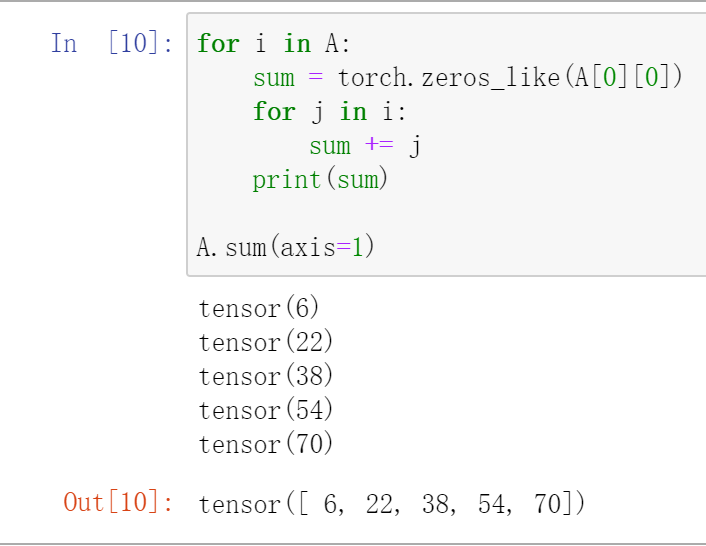 In [10]: for i in A:
    sum = torch.zeros_like(A[0][0])
    for j in i:
        sum += j
    print(sum)

A.sum(axis=1)
tensor(6)
tensor(22)
tensor(38)
tensor(54)
tensor(70)
Out[10]: tensor([ 6, 22, 38, 54, 70])